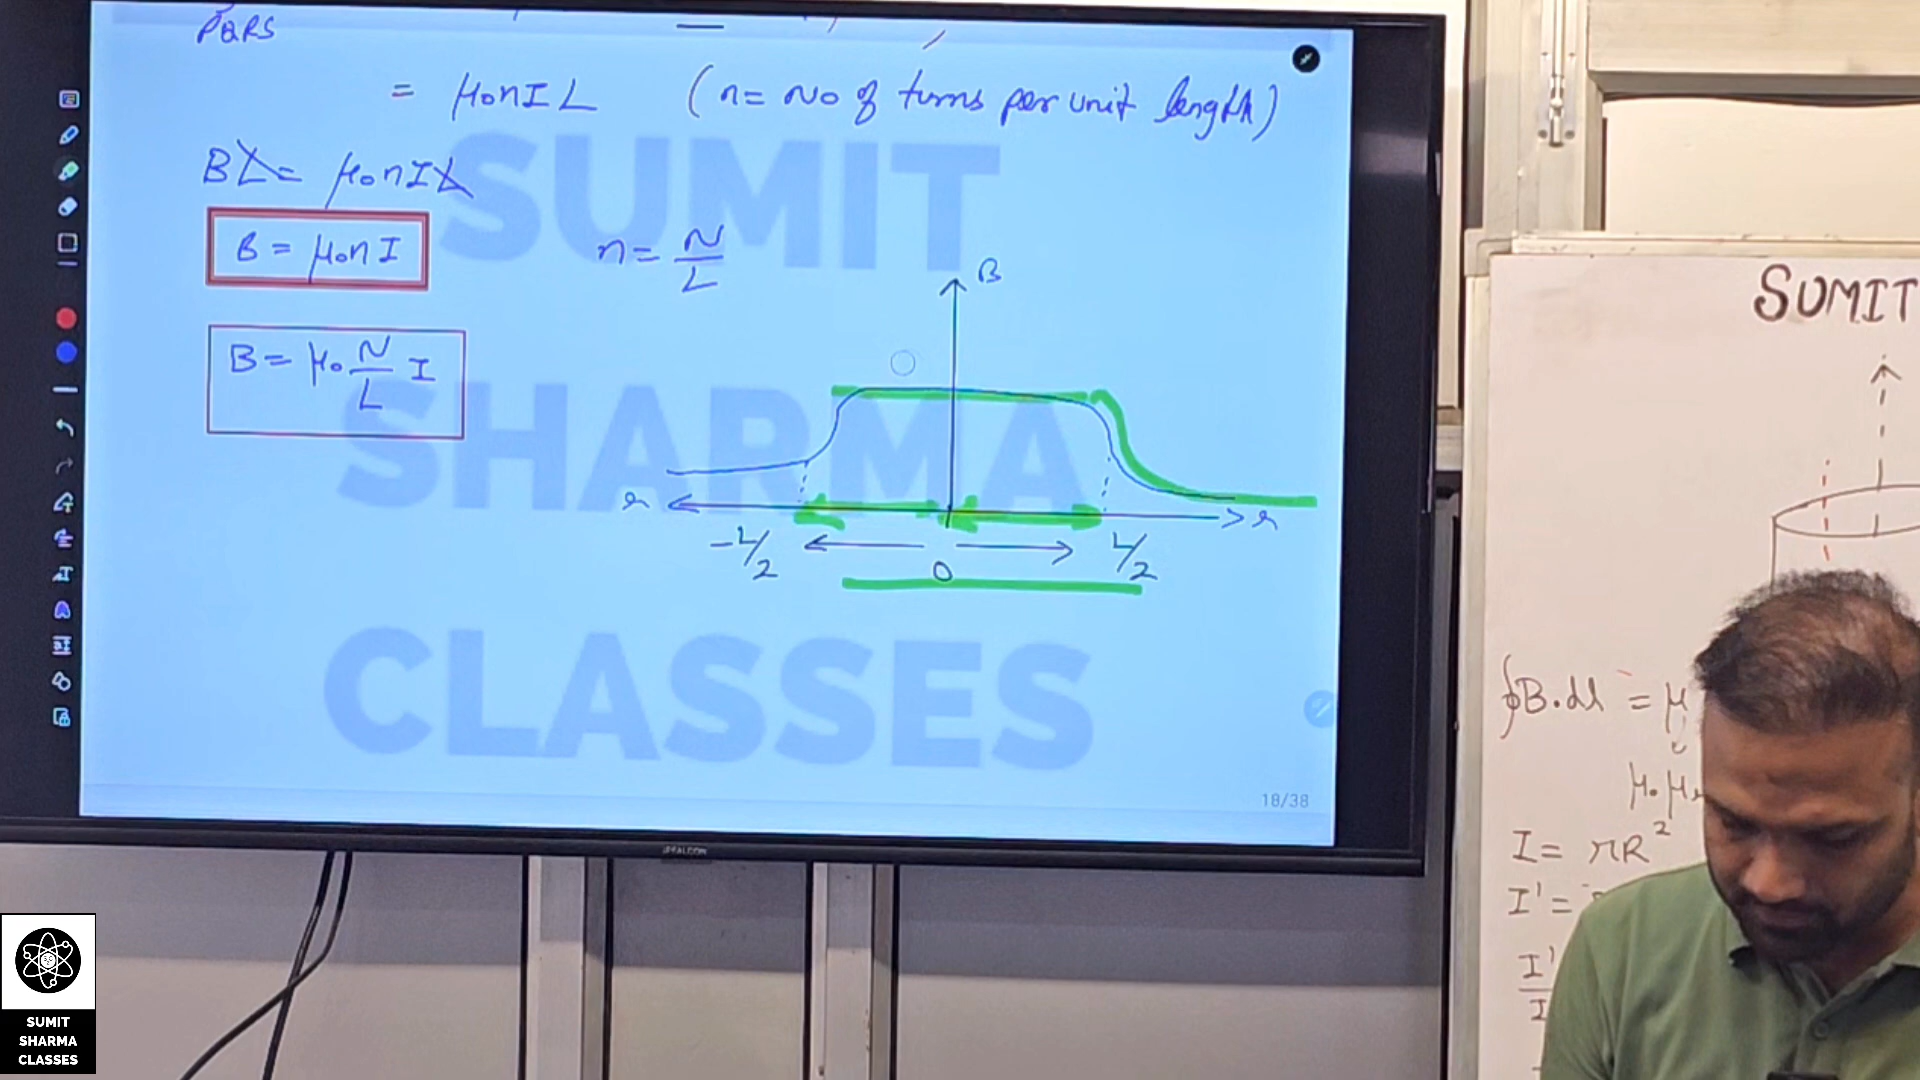 PQRS
= μ₀nIL (n = No of turns per unit length)
BL = μ₀nIL
B = μ₀nI
n = N/L
B = μ₀ N/L I
B
r
r
-L/2
0
L/2
SUMIT
SHARMA
CLASSES
18/38
SUMIT
∮B.dl = μ
μ₀ μ
I = πR²
I' =
I'
I
SUMIT
SHARMA
CLASSES